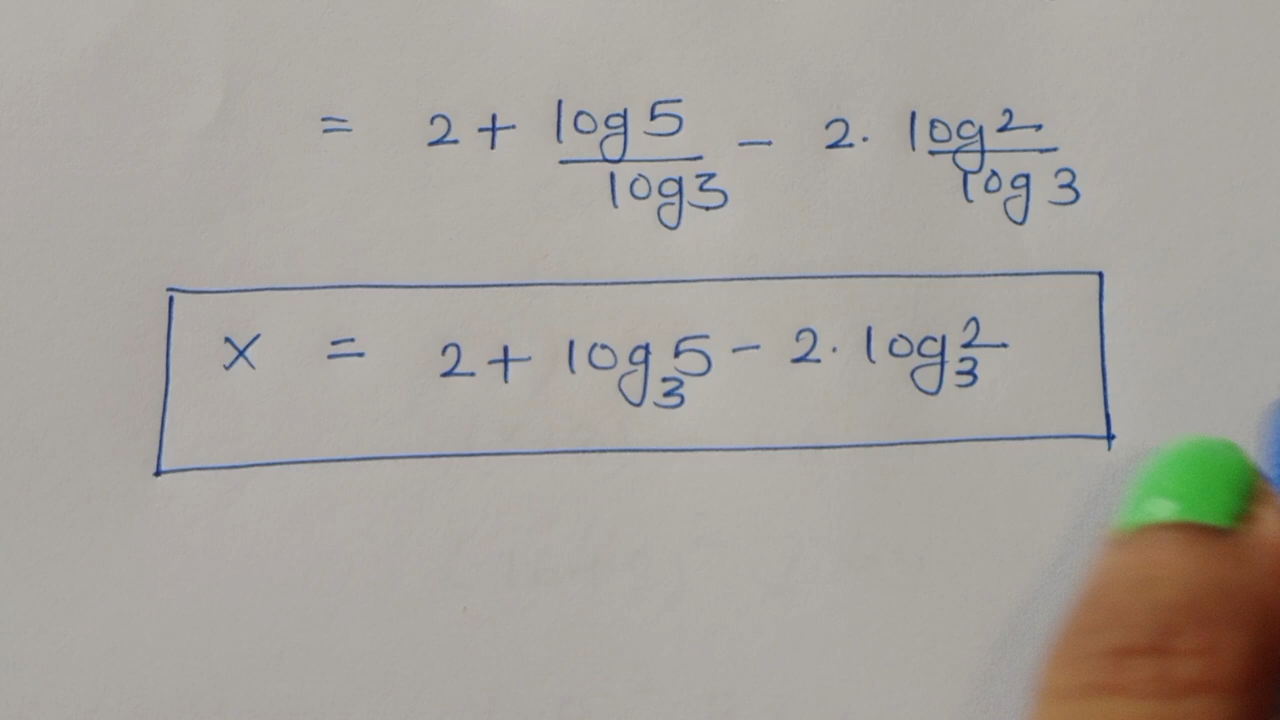 = 2 + log5/log3 - 2. log2/log3
x = 2 + log₃5 - 2. log₃2